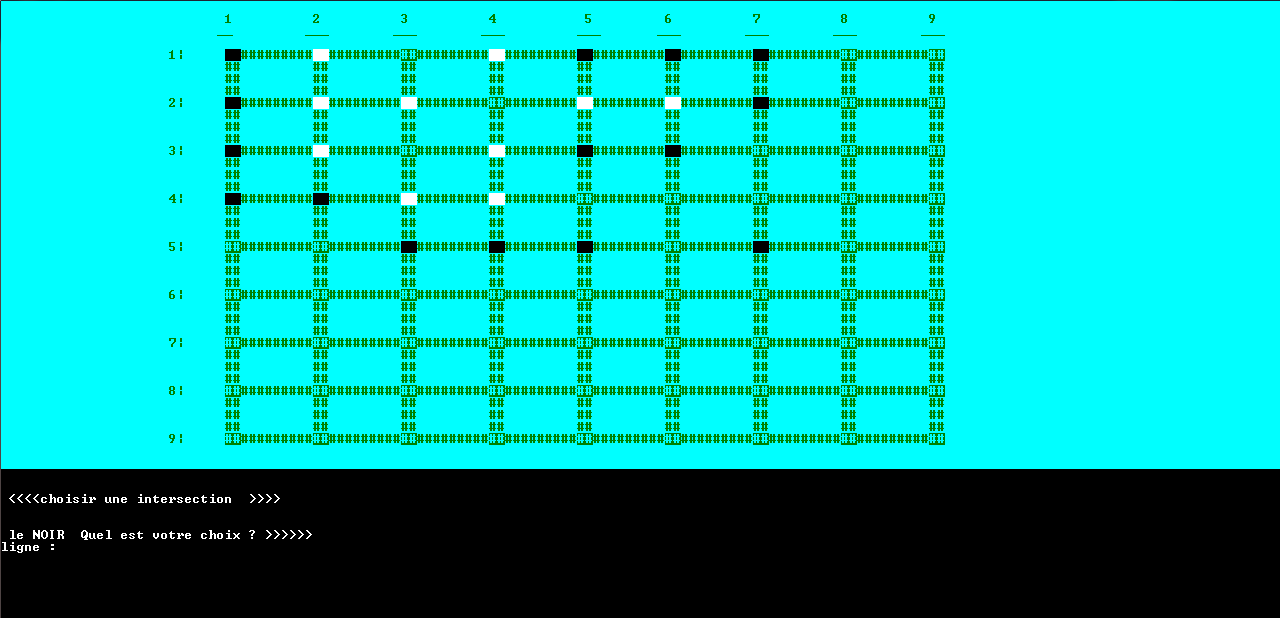 1 2 3 4 5 6 7 8 9
1¦
2¦
3¦
4¦
5¦
6¦
7¦
8¦
9¦
<<<<choisir une intersection  >>>>
le NOIR  Quel est votre choix ? >>>>>>
ligne :